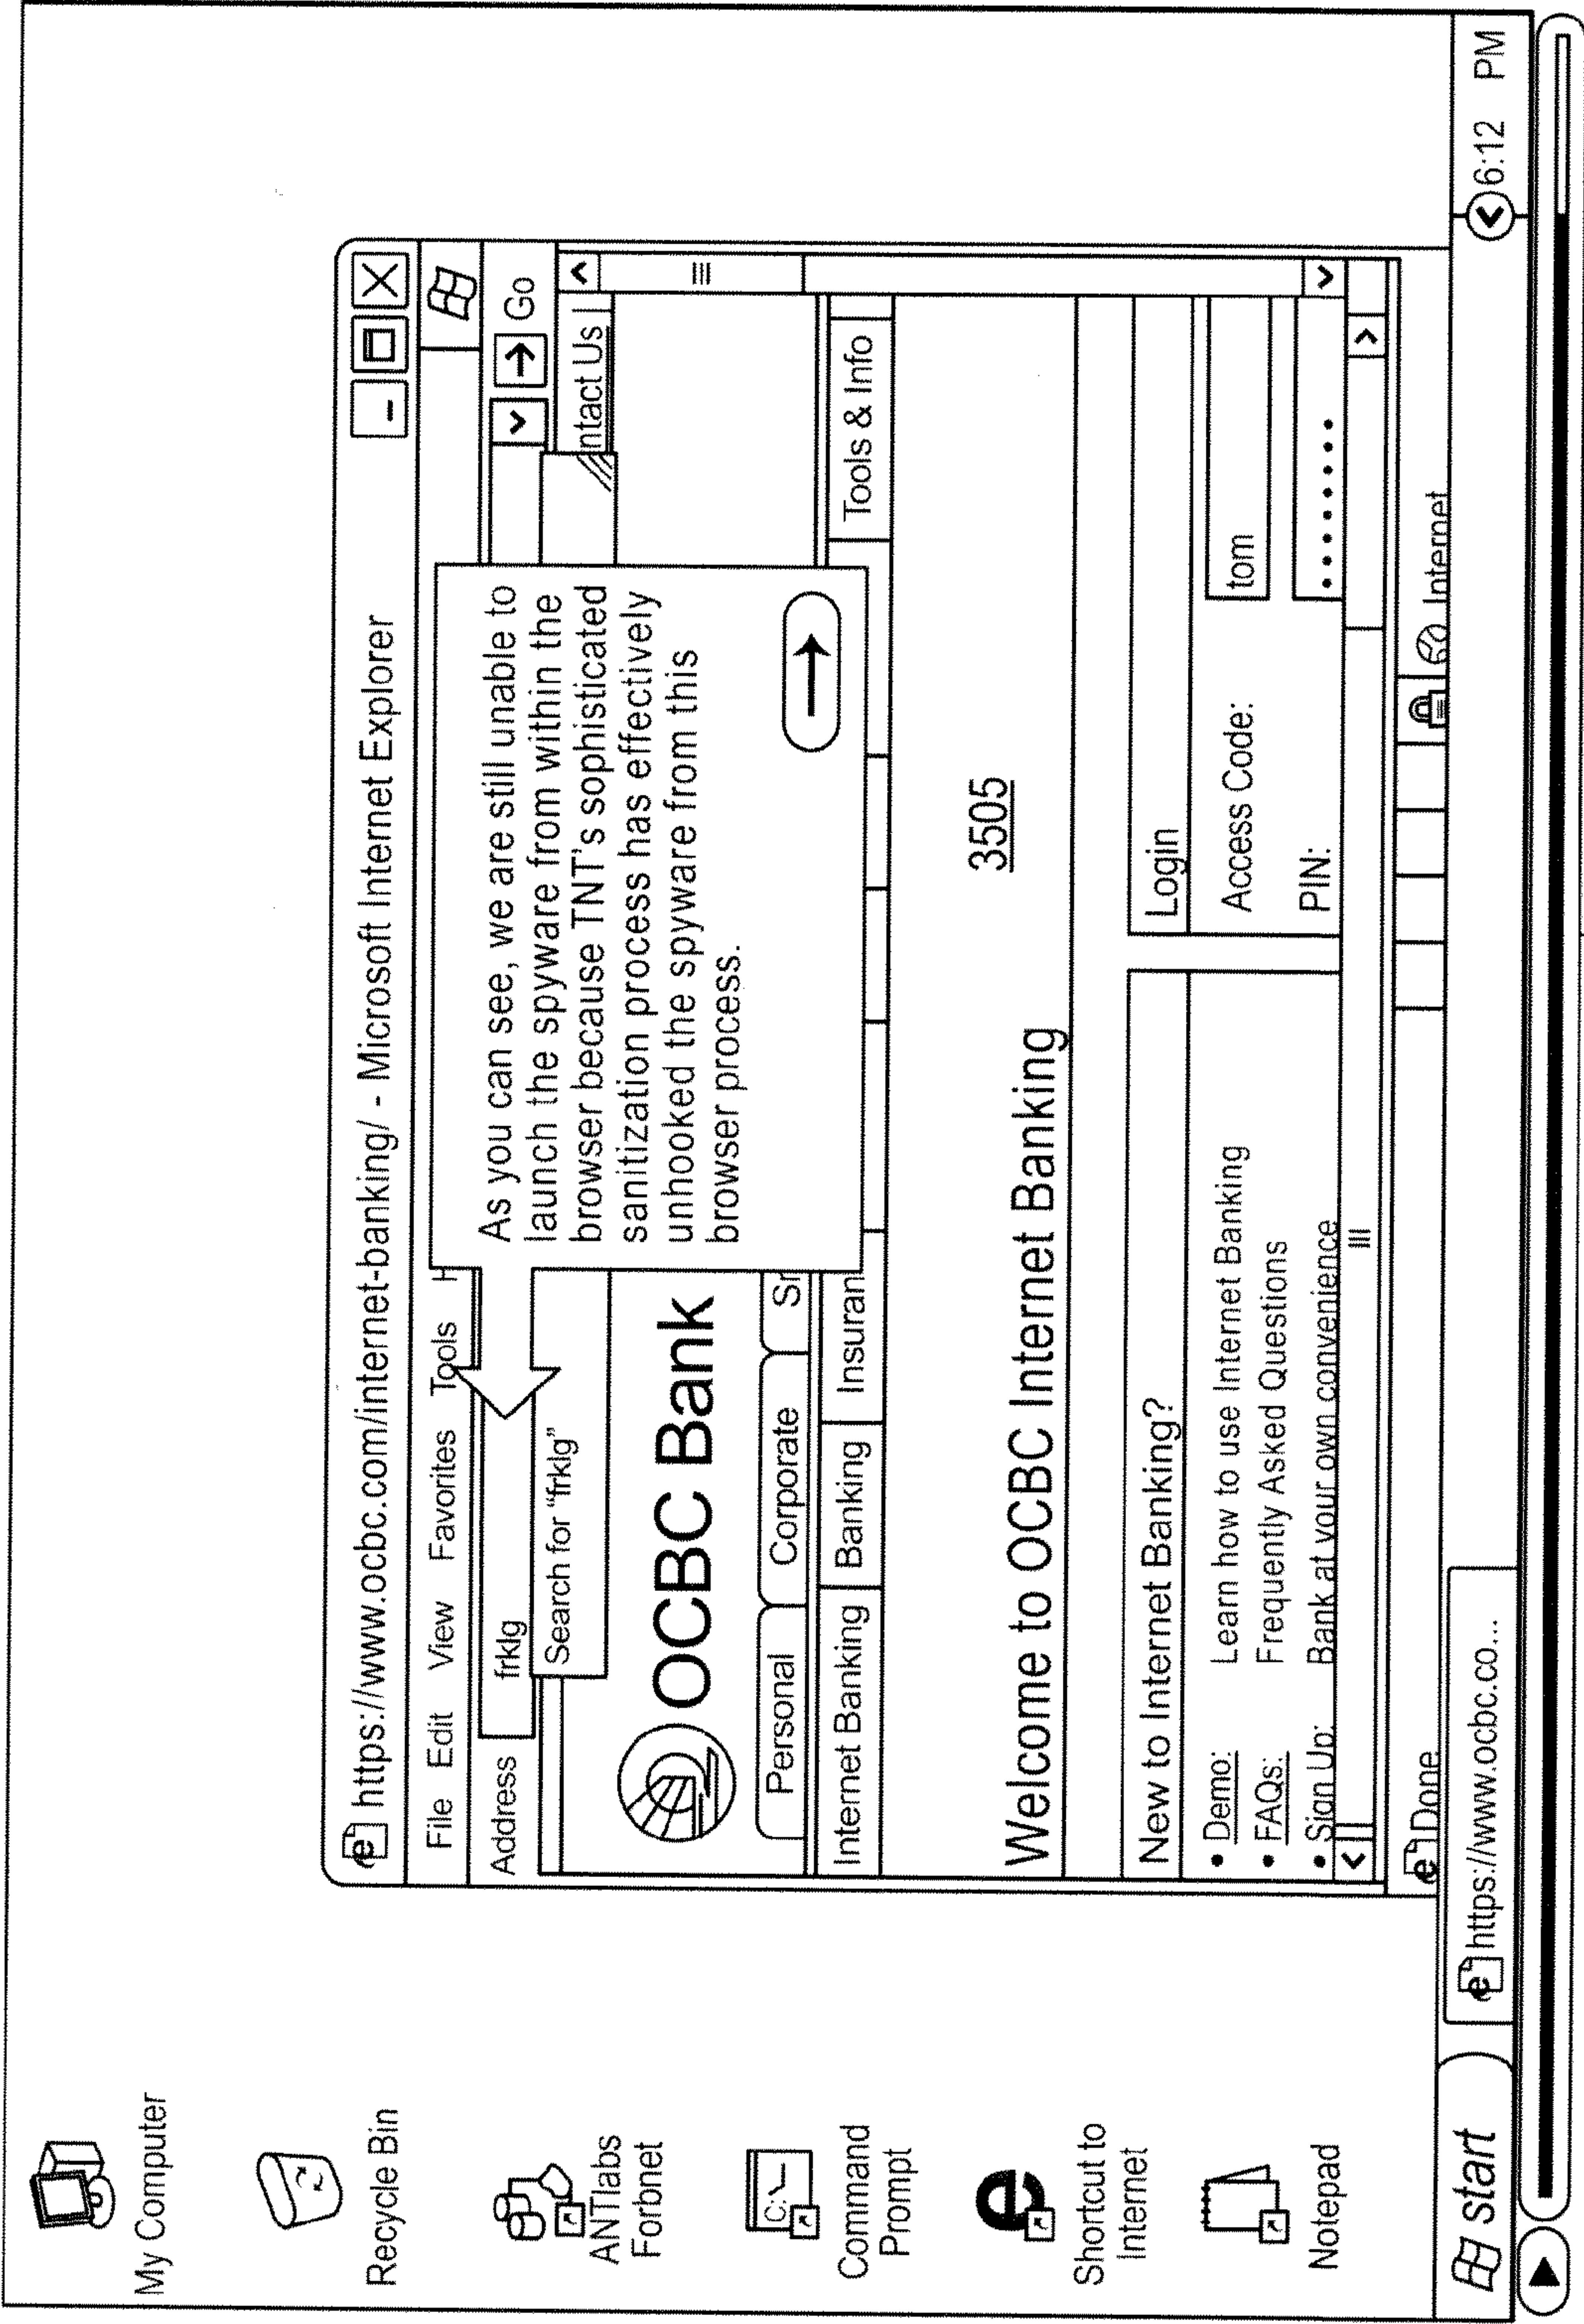 My Computer
Recycle Bin
ANTlabs
Forbnet
Command
Prompt
Shortcut to
Internet
Notepad
https://www.ocbc.com/internet-banking/ - Microsoft Internet Explorer
File Edit View Favorites Tools H
Address frklg Go
Search for “frklg”
ntact Us |
As you can see, we are still unable to
launch the spyware from within the
browser because TNT's sophisticated
sanitization process has effectively
unhooked the spyware from this
browser process.
OCBC Bank
Personal Corporate Sr
Internet Banking Banking Insuran Tools & Info
3505
Welcome to OCBC Internet Banking
New to Internet Banking?
• Demo: Learn how to use Internet Banking
• FAQs: Frequently Asked Questions
• Sign Up: Bank at your own convenience
Login
Access Code: tom
PIN: ••••••••
Done Internet
start https://www.ocbc.co... 6:12 PM